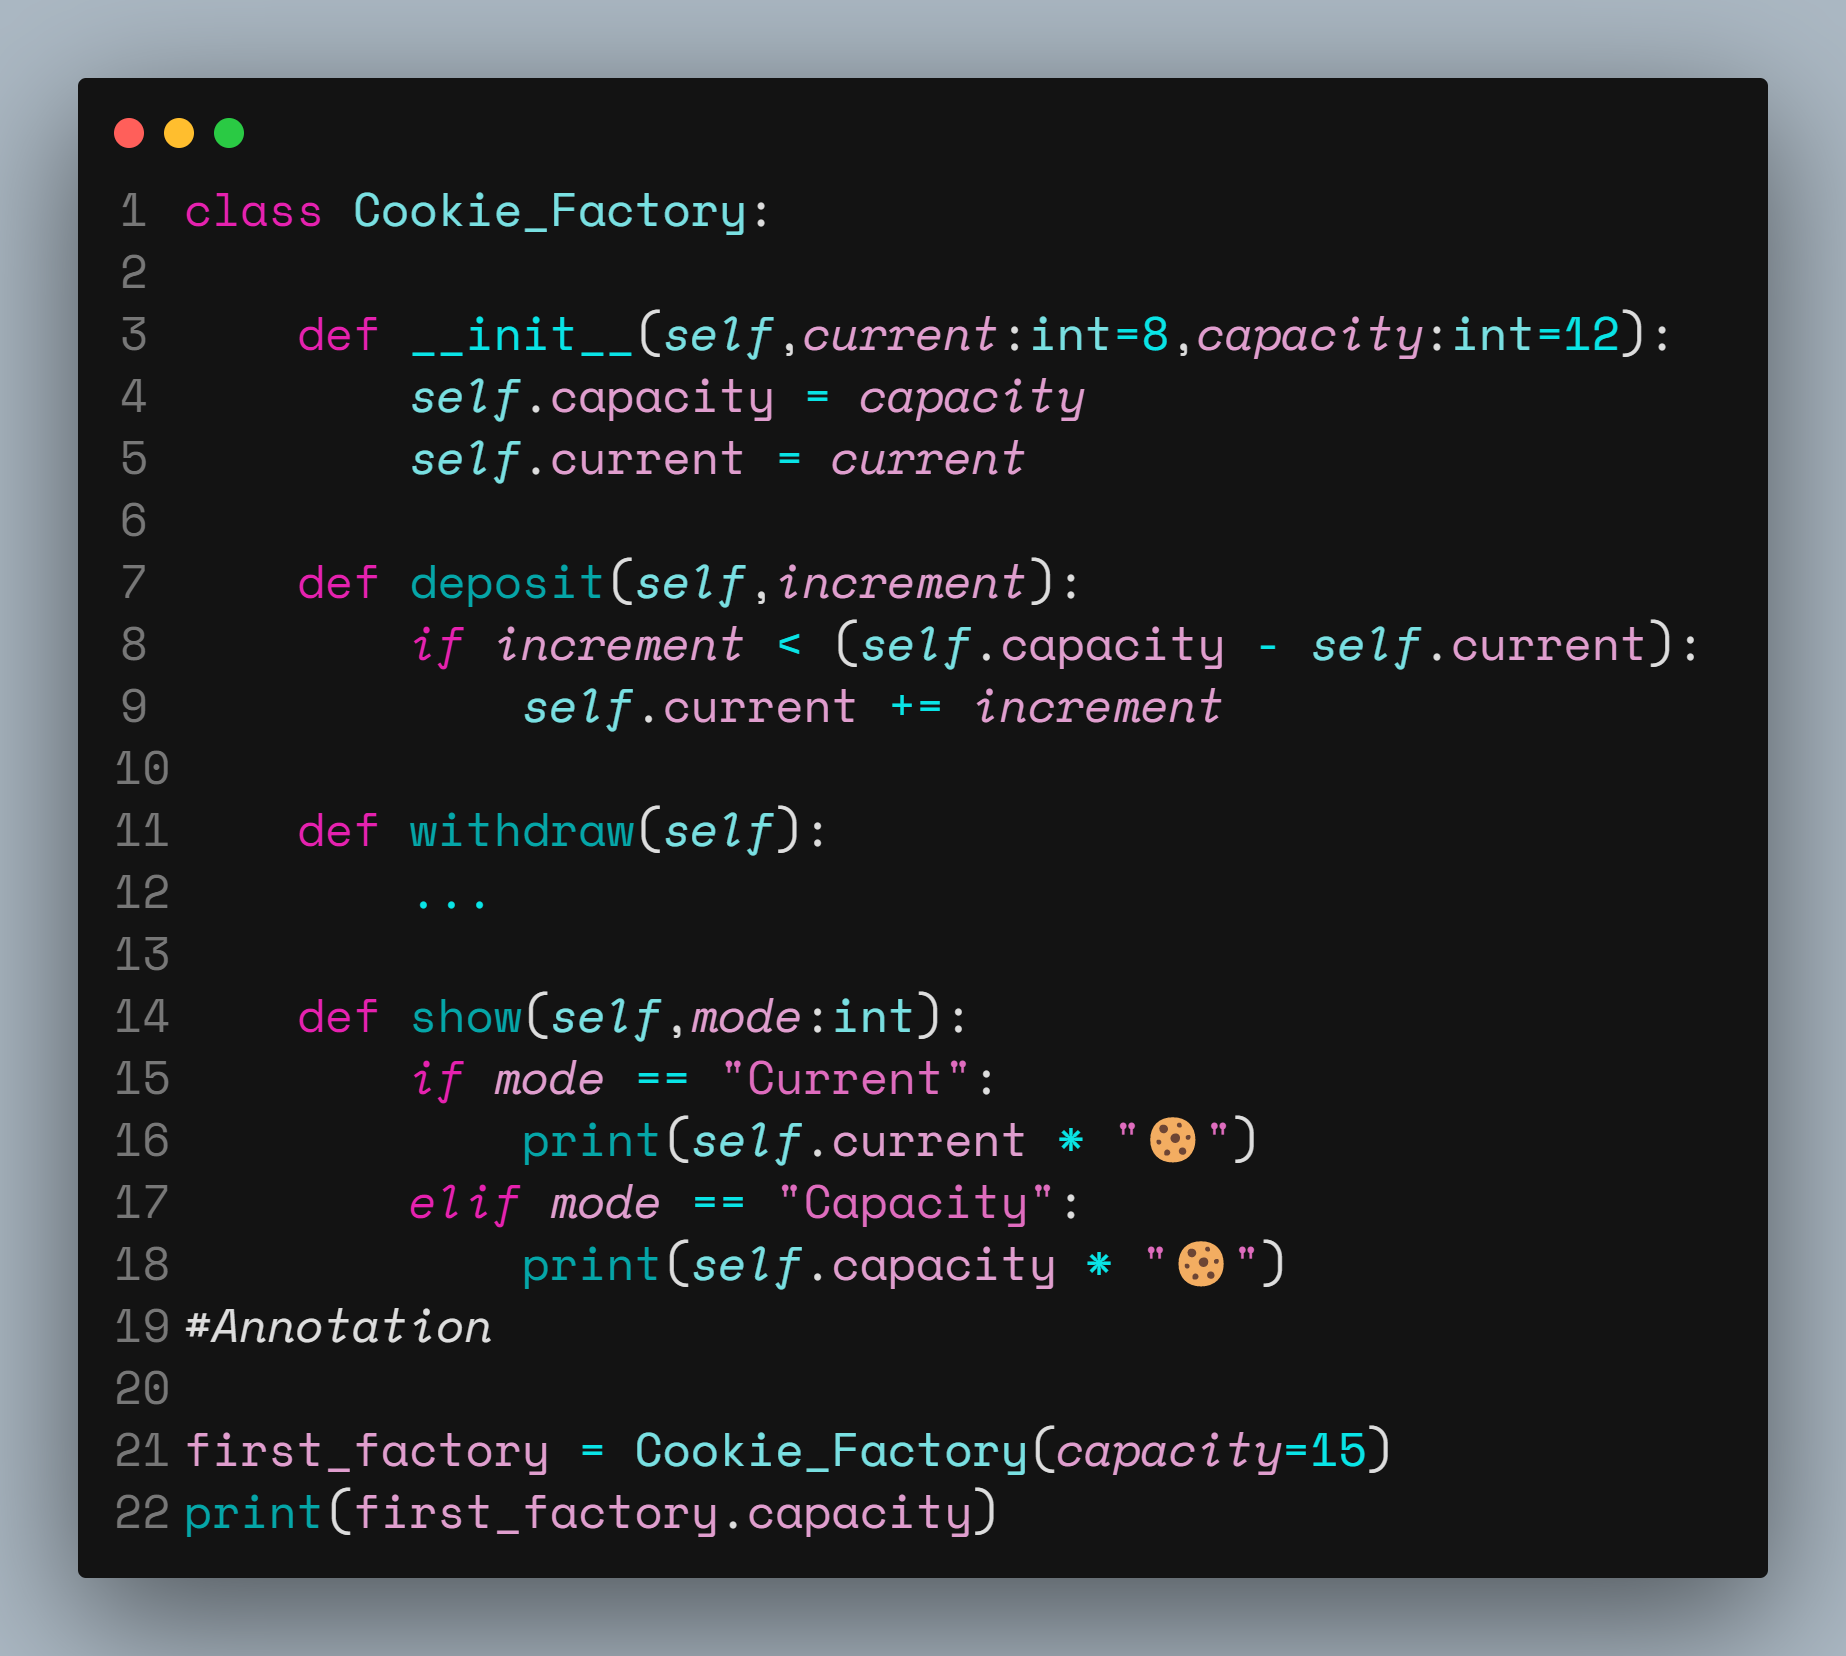 1 class Cookie_Factory:
2
3     def __init__(self,current:int=8,capacity:int=12):
4         self.capacity = capacity
5         self.current = current
6
7     def deposit(self,increment):
8         if increment < (self.capacity - self.current):
9             self.current += increment
10
11     def withdraw(self):
12         ...
13
14     def show(self,mode:int):
15         if mode == "Current":
16             print(self.current * "🍪")
17         elif mode == "Capacity":
18             print(self.capacity * "🍪")
19 #Annotation
20
21 first_factory = Cookie_Factory(capacity=15)
22 print(first_factory.capacity)